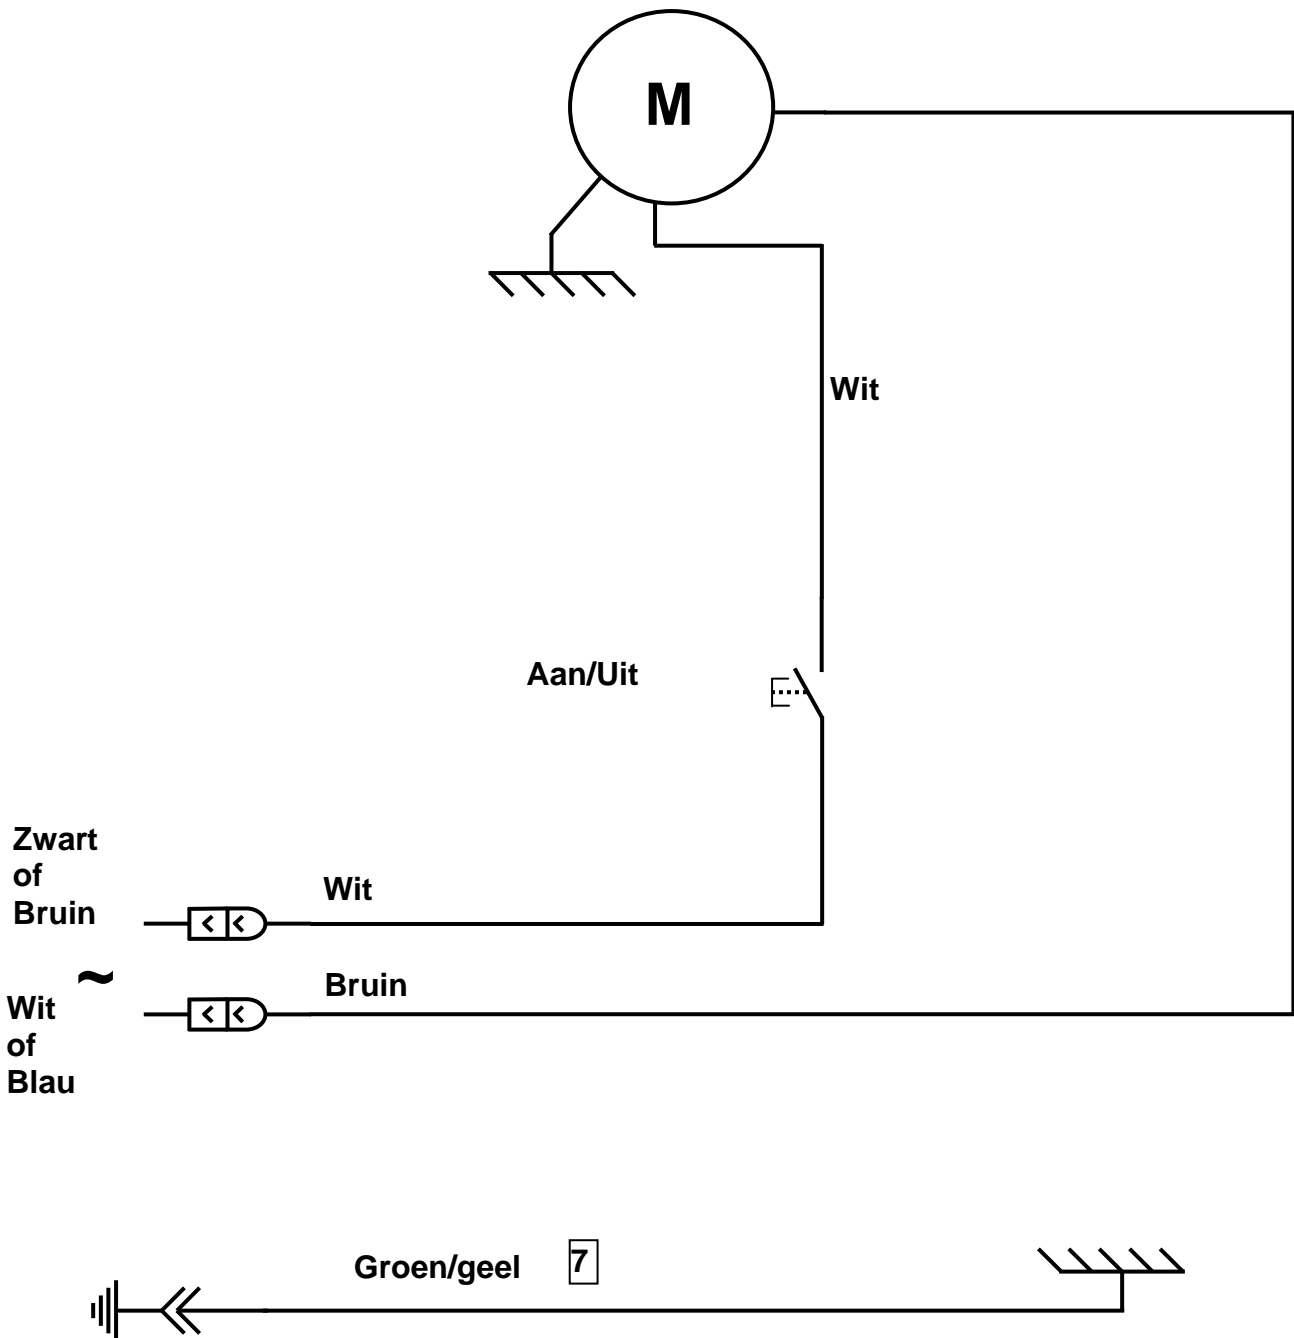 M
Wit
Aan/Uit
Zwart
of
Bruin
Wit
~
Bruin
Wit
of
Blau
Groen/geel
7